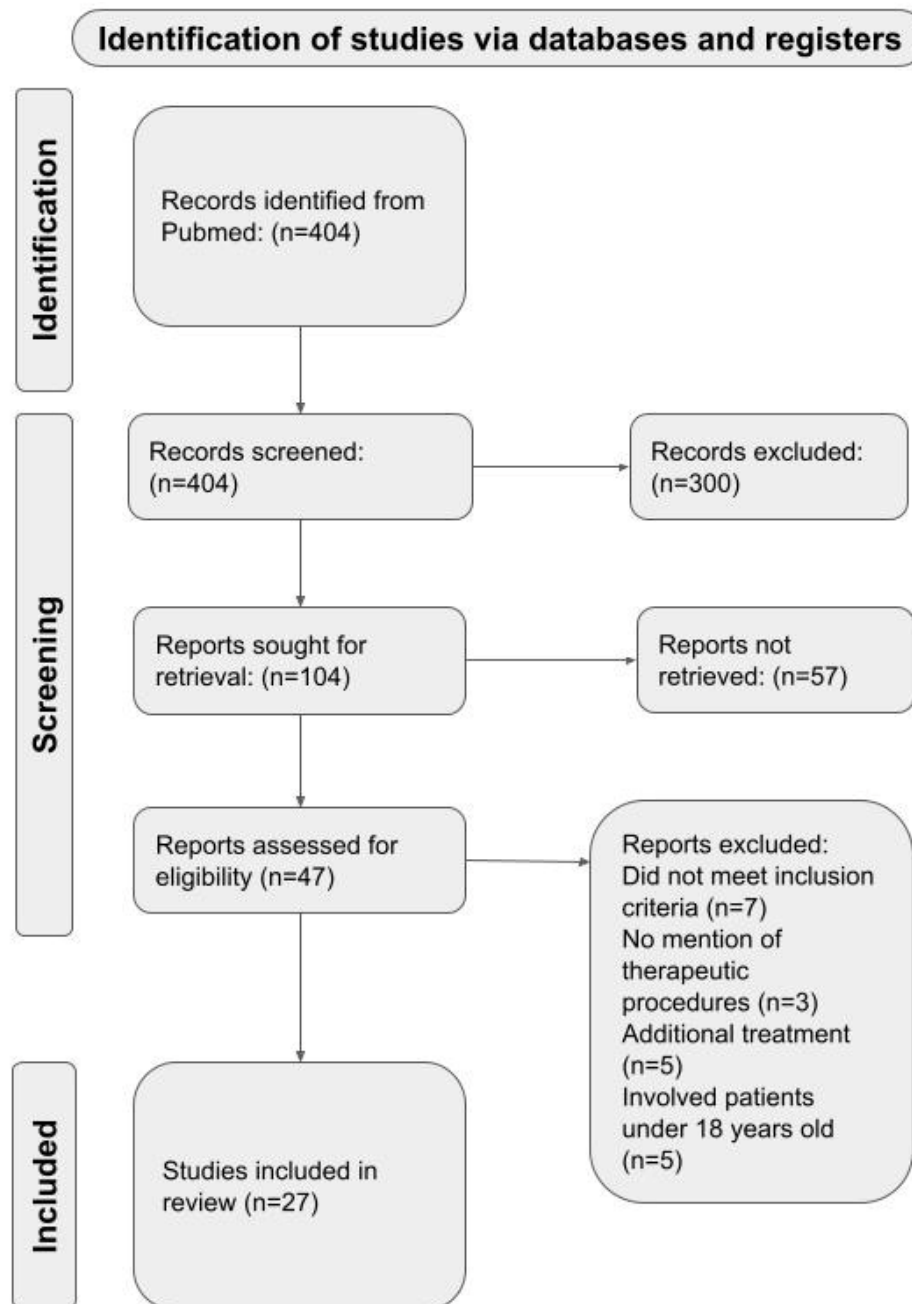 Identification of studies via databases and registers
Identification
Records identified from
Pubmed: (n=404)
Screening
Records screened:
(n=404)
Records excluded:
(n=300)
Reports sought for
retrieval: (n=104)
Reports not
retrieved: (n=57)
Reports assessed for
eligibility (n=47)
Reports excluded:
Did not meet inclusion
criteria (n=7)
No mention of
therapeutic
procedures (n=3)
Additional treatment
(n=5)
Involved patients
under 18 years old
(n=5)
Included
Studies included in
review (n=27)